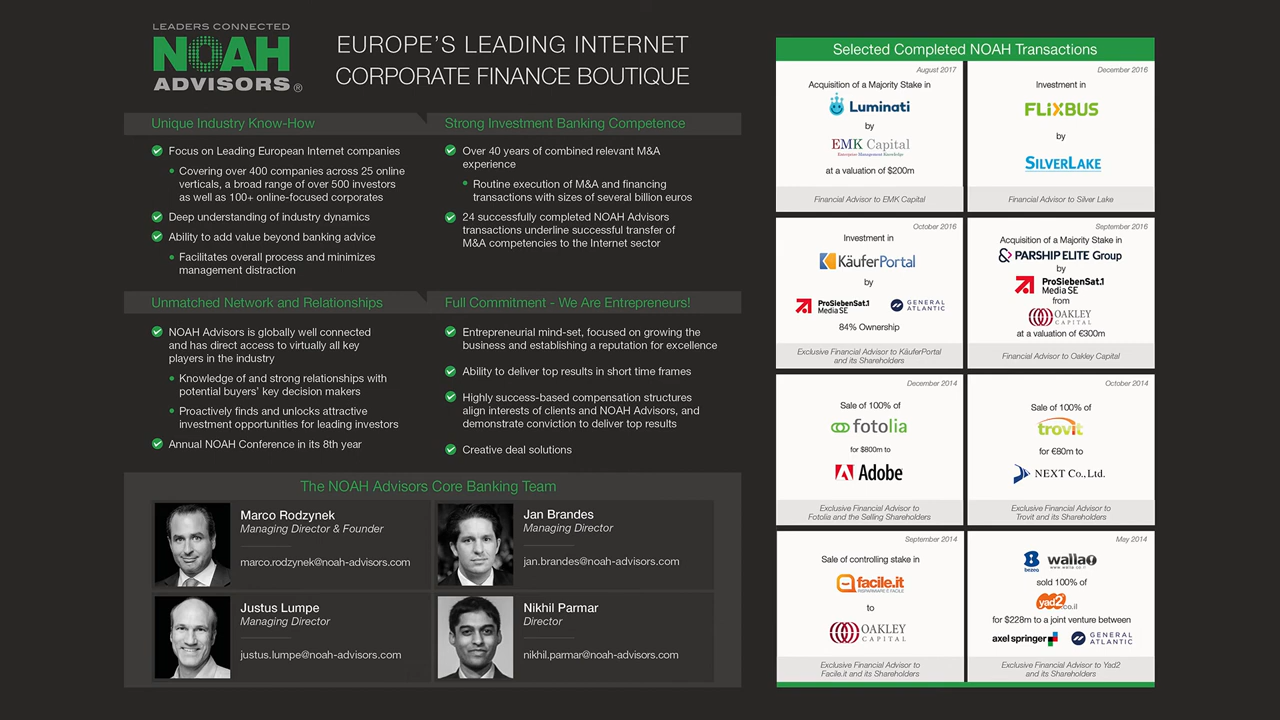 LEADERS CONNECTED
NOAH
ADVISORS®
EUROPE'S LEADING INTERNET
CORPORATE FINANCE BOUTIQUE
Unique Industry Know-How
Focus on Leading European Internet companies
Covering over 400 companies across 25 online
verticals, a broad range of over 500 investors
as well as 100+ online-focused corporates
Deep understanding of industry dynamics
Ability to add value beyond banking advice
Facilitates overall process and minimizes
management distraction
Strong Investment Banking Competence
Over 40 years of combined relevant M&A
experience
Routine execution of M&A and financing
transactions with sizes of several billion euros
24 successfully completed NOAH Advisors
transactions underline successful transfer of
M&A competencies to the Internet sector
Unmatched Network and Relationships
NOAH Advisors is globally well connected
and has direct access to virtually all key
players in the industry
Knowledge of and strong relationships with
potential buyers' key decision makers
Proactively finds and unlocks attractive
investment opportunities for leading investors
Annual NOAH Conference in its 8th year
Full Commitment - We Are Entrepreneurs!
Entrepreneurial mind-set, focused on growing the
business and establishing a reputation for excellence
Ability to deliver top results in short time frames
Highly success-based compensation structures
align interests of clients and NOAH Advisors, and
demonstrate conviction to deliver top results
Creative deal solutions
The NOAH Advisors Core Banking Team
Marco Rodzynek
Managing Director & Founder
marco.rodzynek@noah-advisors.com
Jan Brandes
Managing Director
jan.brandes@noah-advisors.com
Justus Lumpe
Managing Director
justus.lumpe@noah-advisors.com
Nikhil Parmar
Director
nikhil.parmar@noah-advisors.com
Selected Completed NOAH Transactions
August 2017
Acquisition of a Majority Stake in
Luminati
by
EMK Capital
Entrepreneurs Management Knowledge
at a valuation of $200m
Financial Advisor to EMK Capital
December 2016
Investment in
FLiXBUS
by
SILVERLAKE
Financial Advisor to Silver Lake
October 2016
Investment in
KäuferPortal
by
ProSiebenSat.1
Media SE
GENERAL
ATLANTIC
84% Ownership
Exclusive Financial Advisor to KäuferPortal
and its Shareholders
September 2016
Acquisition of a Majority Stake in
PARSHIP ELITE Group
by
ProSiebenSat.1
Media SE
from
OAKLEY
CAPITAL
at a valuation of €300m
Financial Advisor to Oakley Capital
December 2014
Sale of 100% of
fotolia
for $800m to
Adobe
Exclusive Financial Advisor to
Fotolia and the Selling Shareholders
October 2014
Sale of 100% of
trovit
for €80m to
NEXT Co., Ltd.
Exclusive Financial Advisor to
Trovit and its Shareholders
September 2014
Sale of controlling stake in
facile.it
RISPARMIARE È FACILE
to
OAKLEY
CAPITAL
Exclusive Financial Advisor to
Facile.it and its Shareholders
May 2014
bezeq
walla!
www.walla.co.il
sold 100% of
yad2.co.il
for $228m to a joint venture between
axel springer
GENERAL
ATLANTIC
Exclusive Financial Advisor to Yad2
and its Shareholders